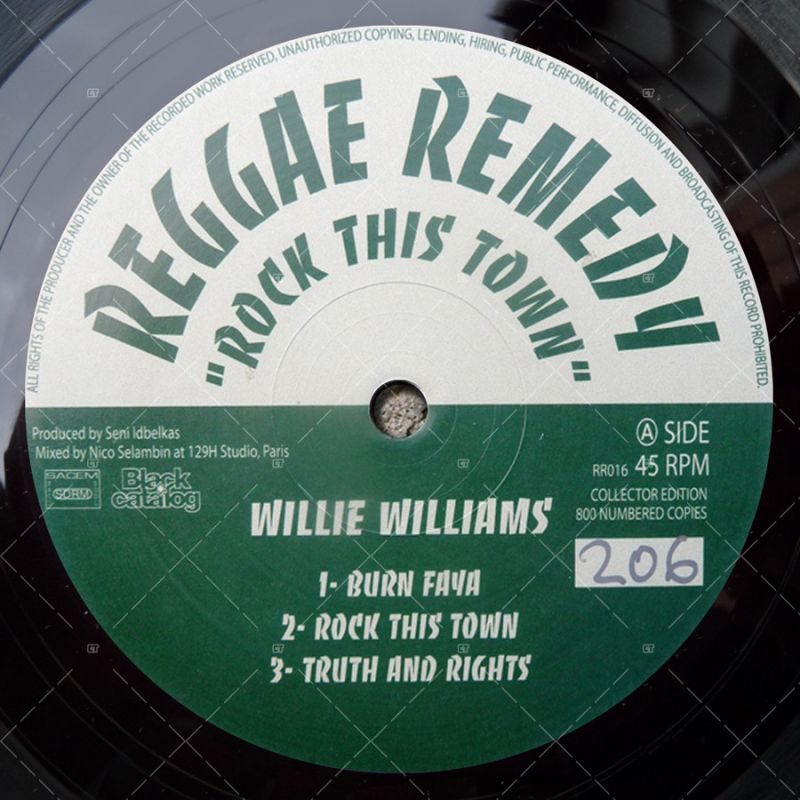 ALL RIGHTS OF THE PRODUCER AND THE OWNER OF THE RECORDED WORK RESERVED, UNAUTHORIZED COPYING, LENDING, HIRING, PUBLIC PERFORMANCE, DIFFUSION AND BROADCASTING OF THIS RECORD PROHIBITED.
REGGAE REMEDY
"ROCK THIS TOWN"
Produced by Seni Idbelkas
Mixed by Nico Selambin at 129H Studio, Paris
SACEM
SDRM
Black
catalog
A SIDE
RR016 45 RPM
COLLECTOR EDITION
800 NUMBERED COPIES
206
WILLIE WILLIAMS
1- BURN FAYA
2- ROCK THIS TOWN
3- TRUTH AND RIGHTS